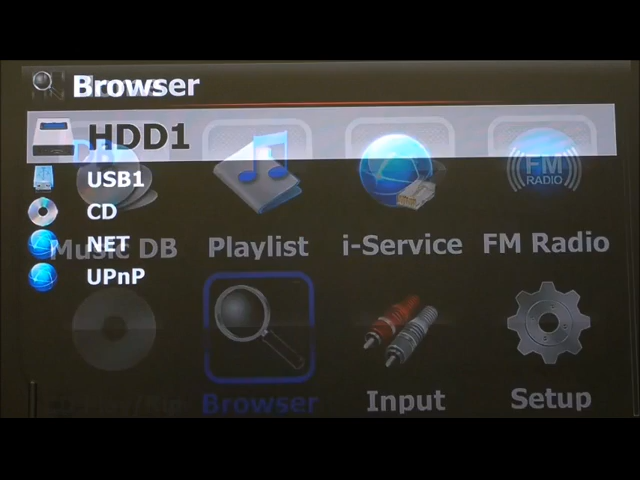 Browser
HDD1
USB1
CD
NET
UPnP
Music DB
Playlist
i-Service
FM
RADIO
FM Radio
Browser
Input
Setup